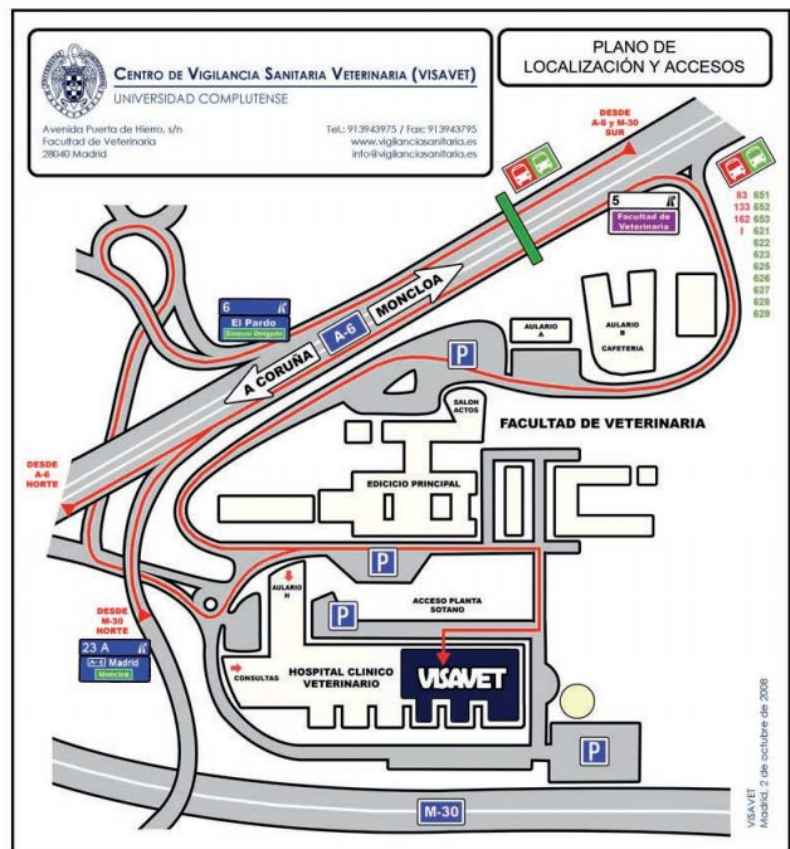 CENTRO DE VIGILANCIA SANITARIA VETERINARIA (VISAVET)
UNIVERSIDAD COMPLUTENSE
Avenida Puerta de Hierro, s/n
Facultad de Veterinaria
28040 Madrid
Tel.: 913943975 / Fax: 913943795
www.vigilanciasanitaria.es
info@vigilanciasanitaria.es
PLANO DE
LOCALIZACIÓN Y ACCESOS
DESDE
A-6 y M-30
SUR
83 651
133 652
162 653
I 621
622
623
625
626
627
628
629
5
Facultad de
Veterinaria
6
El Pardo
A-6
MONCLOA
A CORUÑA
P
AULARIO
A
AULARIO
B
CAFETERIA
SALON
ACTOS
FACULTAD DE VETERINARIA
DESDE
A-6
NORTE
EDICICIO PRINCIPAL
P
AULARIO
H
P
ACCESO PLANTA
SOTANO
DESDE
M-30
NORTE
23 A
Madrid
Moncloa
CONSULTAS
HOSPITAL CLINICO
VETERINARIO
VISAVET
P
M-30
VISAVET
Madrid, 2 de octubre de 2008